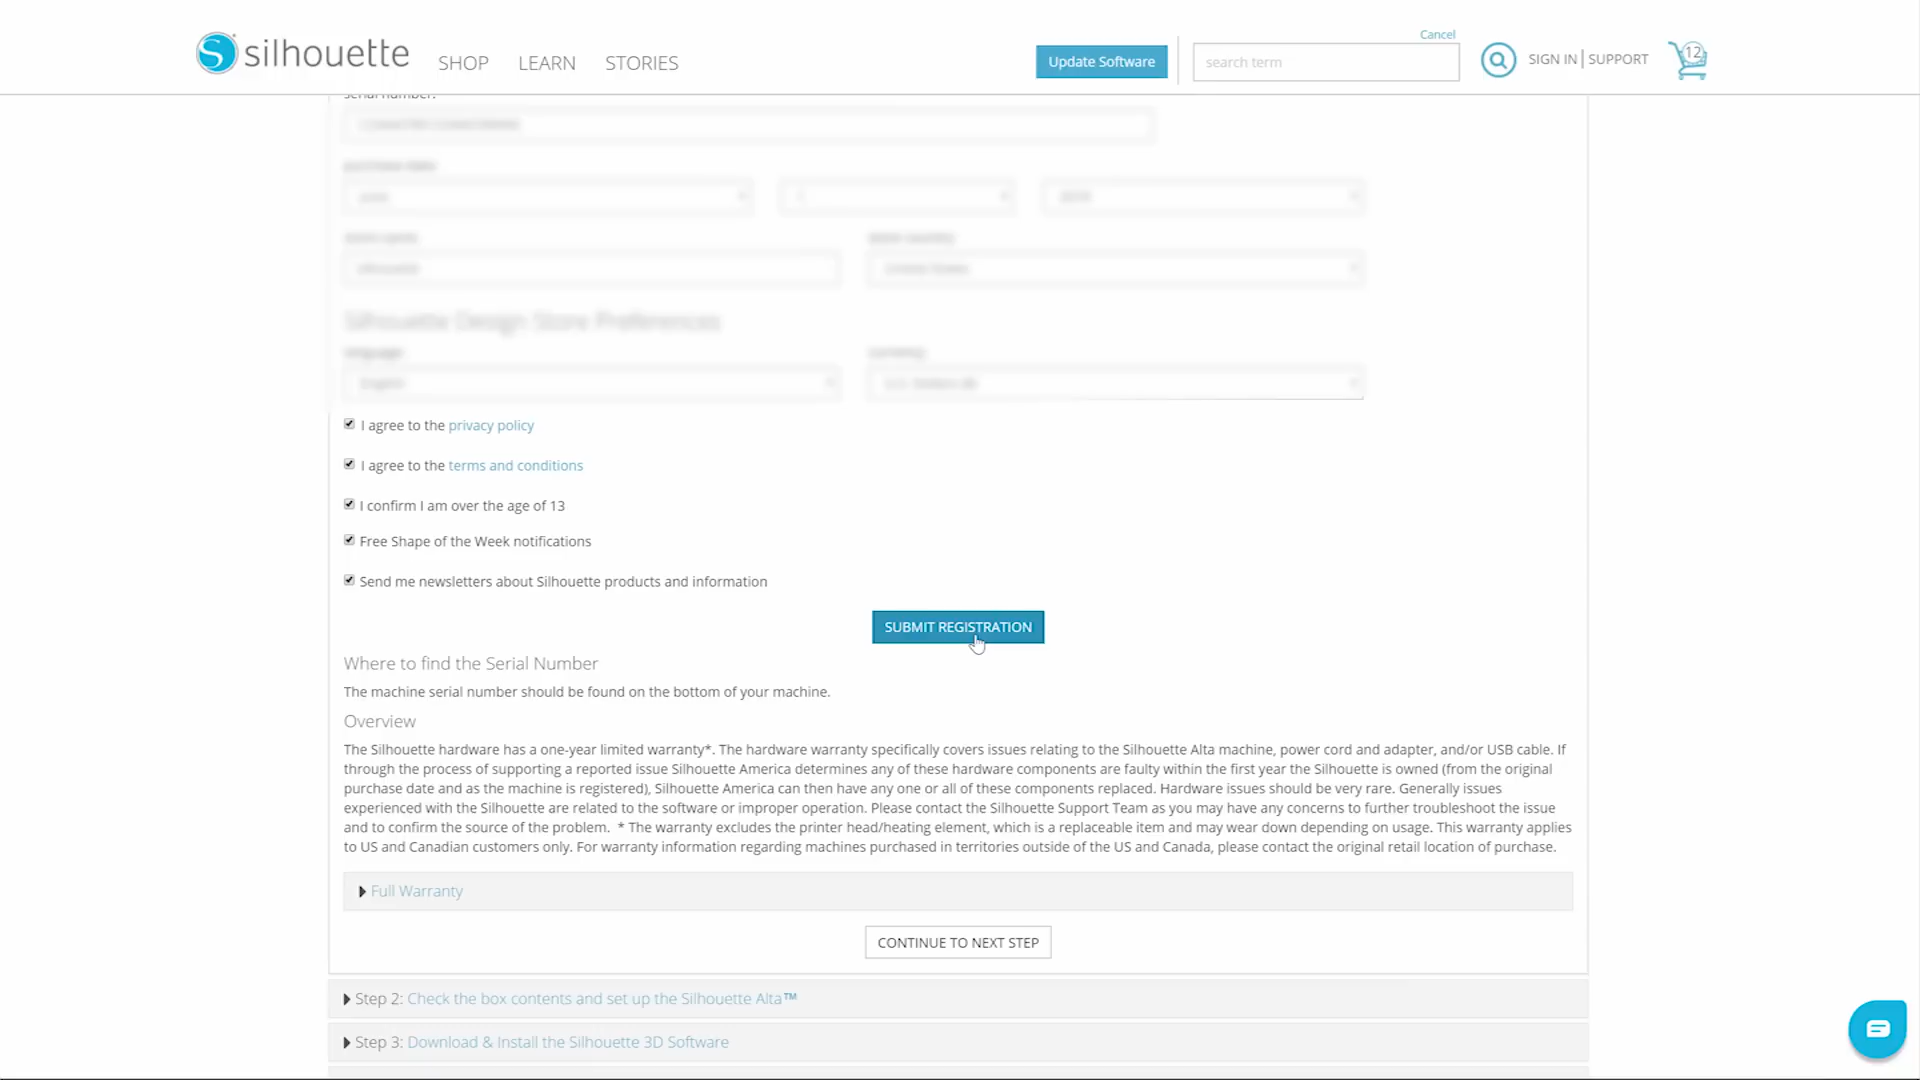 silhouette
SHOP LEARN STORIES
Update Software
Cancel
search term
SIGN IN | SUPPORT
12
serial number:
Silhouette Design Store Preferences
I agree to the privacy policy
I agree to the terms and conditions
I confirm I am over the age of 13
Free Shape of the Week notifications
Send me newsletters about Silhouette products and information
SUBMIT REGISTRATION
Where to find the Serial Number
The machine serial number should be found on the bottom of your machine.
Overview
The Silhouette hardware has a one-year limited warranty*. The hardware warranty specifically covers issues relating to the Silhouette Alta machine, power cord and adapter, and/or USB cable. If
through the process of supporting a reported issue Silhouette America determines any of these hardware components are faulty within the first year the Silhouette is owned (from the original
purchase date and as the machine is registered), Silhouette America can then have any one or all of these components replaced. Hardware issues should be very rare. Generally issues
experienced with the Silhouette are related to the software or improper operation. Please contact the Silhouette Support Team as you may have any concerns to further troubleshoot the issue
and to confirm the source of the problem. * The warranty excludes the printer head/heating element, which is a replaceable item and may wear down depending on usage. This warranty applies
to US and Canadian customers only. For warranty information regarding machines purchased in territories outside of the US and Canada, please contact the original retail location of purchase.
Full Warranty
CONTINUE TO NEXT STEP
Step 2: Check the box contents and set up the Silhouette Alta™
Step 3: Download & Install the Silhouette 3D Software